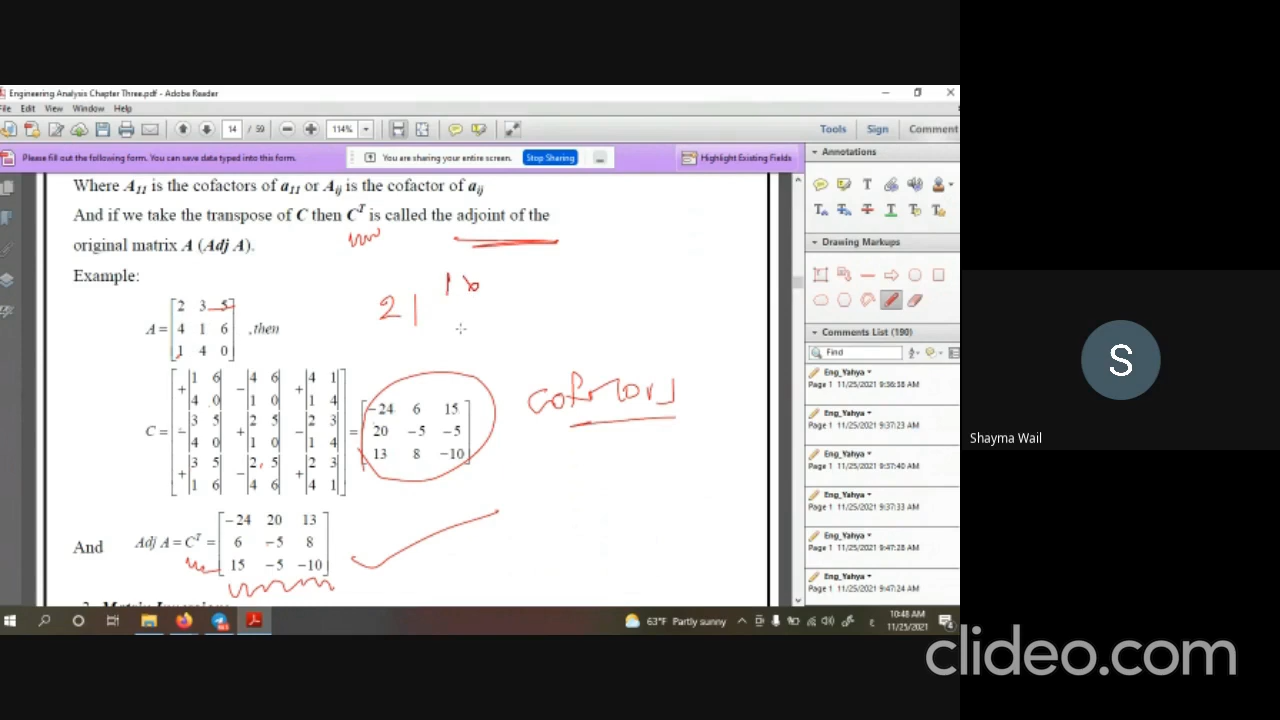 Engineering Analysis Chapter Three.pdf - Adobe Reader
File Edit View Window Help
14 / 59 114% Tools Sign Comment
Please fill out the following form. You can save data typed into this form.
You are sharing your entire screen. Stop Sharing
Highlight Existing Fields
Where A11 is the cofactors of a11 or Aij is the cofactor of aij
And if we take the transpose of C then C^T is called the adjoint of the
original matrix A (Adj A).
Example:
A = [2 3 5
4 1 6
1 4 0] , then
21
C = [+|1 6; 4 0| -|4 6; 1 0| +|4 1; 1 4|
-|3 5; 4 0| +|2 5; 1 0| -|2 3; 1 4|
+|3 5; 1 6| -|2 5; 4 6| +|2 3; 4 1|]
= [-24 6 15
20 -5 -5
13 8 -10]
cofactors
And Adj A = C^T = [-24 20 13
6 -5 8
15 -5 -10]
Annotations
Drawing Markups
Comments List (190)
Find
Eng_Yahya
Page 1 11/25/2021 9:36:38 AM
Eng_Yahya
Page 1 11/25/2021 9:37:23 AM
Eng_Yahya
Page 1 11/25/2021 9:37:40 AM
Eng_Yahya
Page 1 11/25/2021 9:37:33 AM
Eng_Yahya
Page 1 11/25/2021 9:47:28 AM
Eng_Yahya
Page 1 11/25/2021 9:47:24 AM
63°F Partly sunny
10:48 AM
11/25/2021
S
Shayma Wail
clideo.com